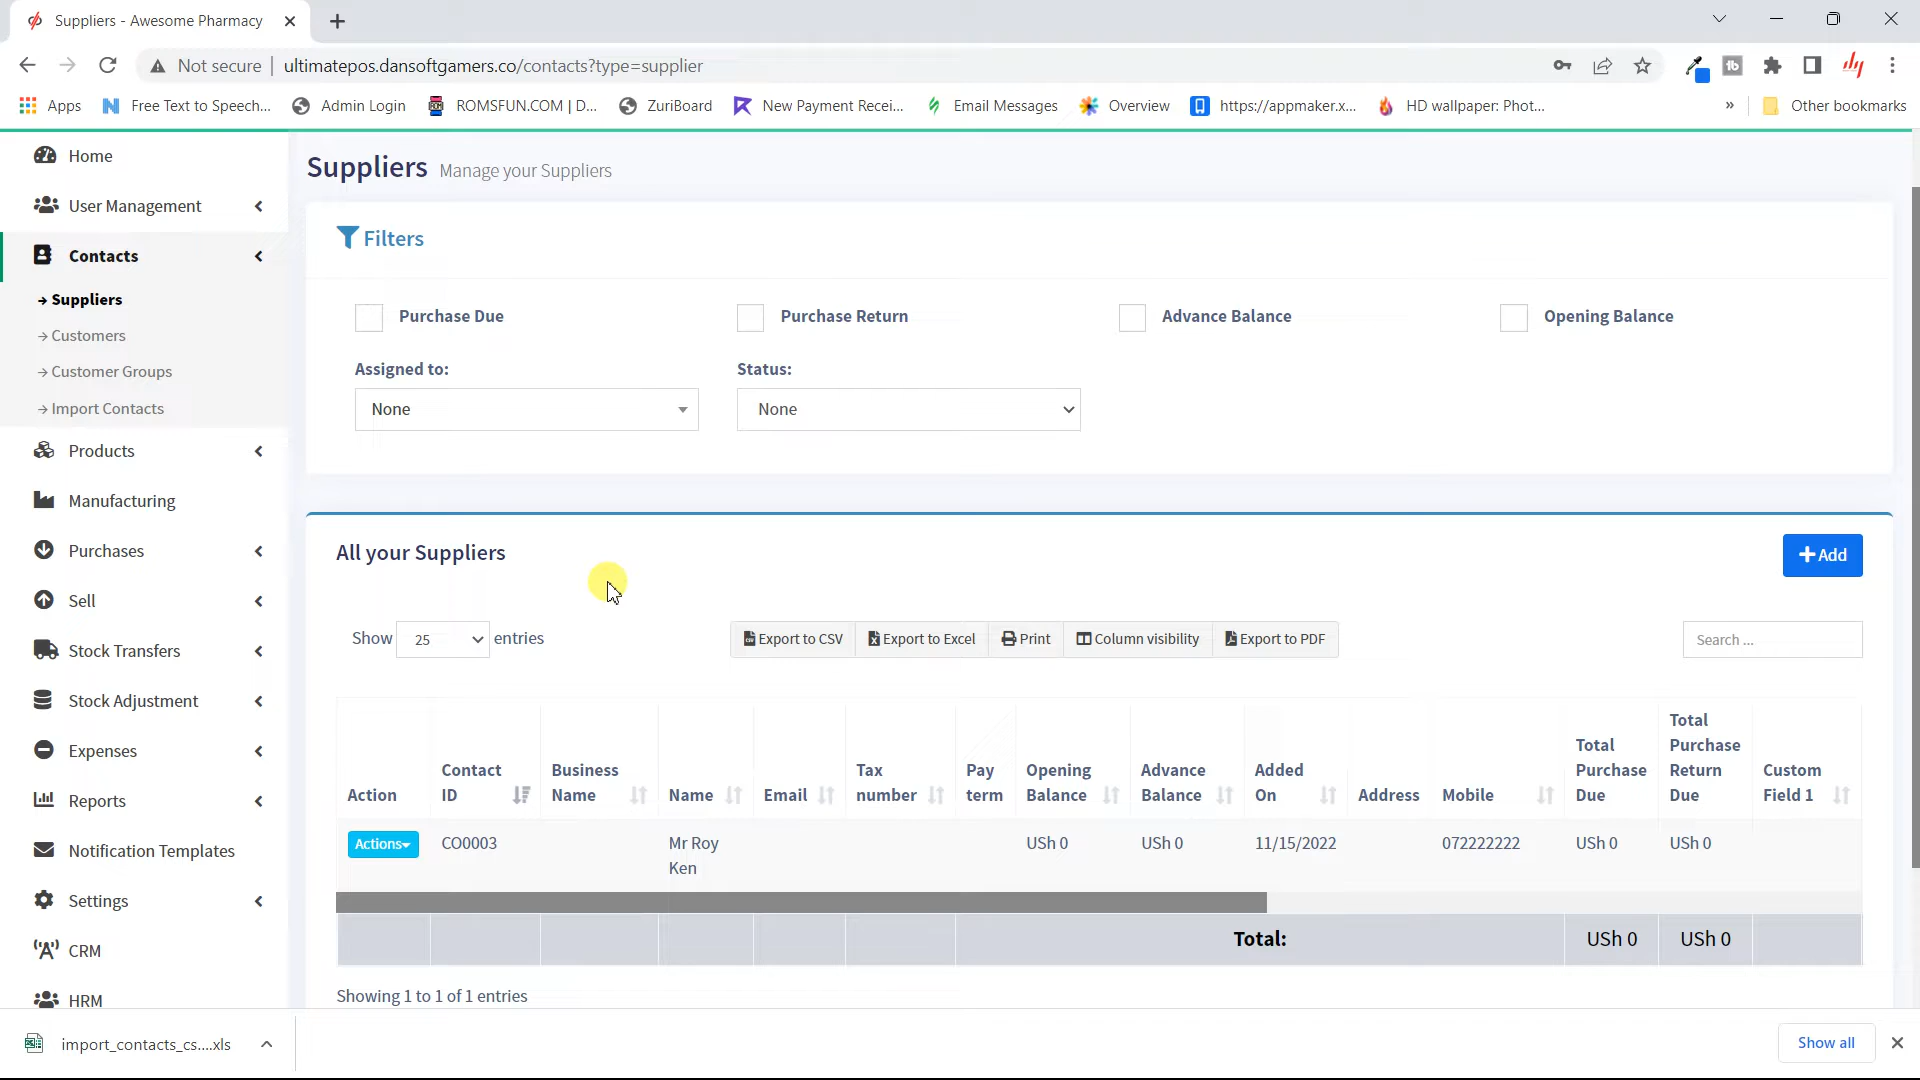 Suppliers - Awesome Pharmacy
Not secure
ultimatepos.dansoftgamers.co/contacts?type=supplier
Apps
Free Text to Speech...
Admin Login
ROMSFUN.COM | D...
ZuriBoard
New Payment Recei...
Email Messages
Overview
https://appmaker.x...
HD wallpaper: Phot...
»
Other bookmarks
Home
User Management
Contacts
→ Suppliers
→ Customers
→ Customer Groups
→ Import Contacts
Products
Manufacturing
Purchases
Sell
Stock Transfers
Stock Adjustment
Expenses
Reports
Notification Templates
Settings
CRM
HRM
Suppliers Manage your Suppliers
Filters
Purchase Due
Purchase Return
Advance Balance
Opening Balance
Assigned to:
Status:
None
None
All your Suppliers
+ Add
Show 25 entries
Export to CSV
Export to Excel
Print
Column visibility
Export to PDF
Search ...
Action
Contact ID
Business Name
Name
Email
Tax number
Pay term
Opening Balance
Advance Balance
Added On
Address
Mobile
Total Purchase Due
Total Purchase Return Due
Custom Field 1
Actions
CO0003
Mr Roy Ken
USh 0
USh 0
11/15/2022
072222222
USh 0
USh 0
Total:
USh 0
USh 0
Showing 1 to 1 of 1 entries
import_contacts_cs....xls
Show all